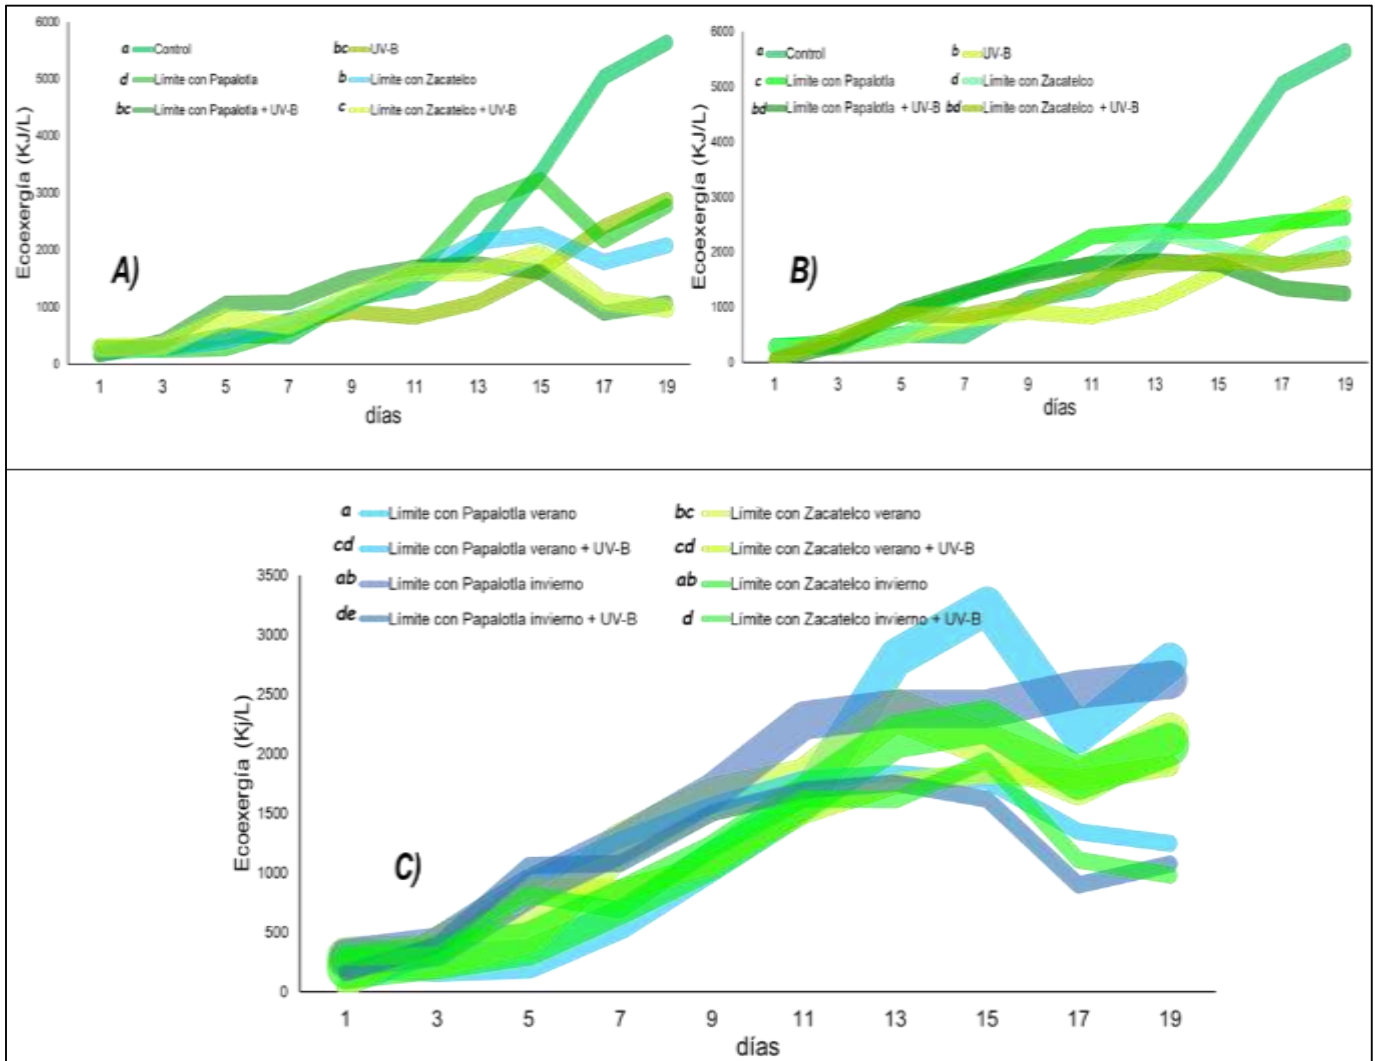 6000
a Control
bc UV-B
5000
d Límite con Papalotla
b Límite con Zacatelco
bc Límite con Papalotla + UV-B
c Límite con Zacatelco + UV-B
4000
3000
2000
1000
0
Ecoexergía (KJ/L)
A)
1 3 5 7 9 11 13 15 17 19
días
6000
a Control
b UV-B
5000
c Límite con Papalotla
d Límite con Zacatelco
bd Límite con Papalotla + UV-B
bd Límite con Zacatelco + UV-B
4000
3000
2000
1000
0
Ecoexergía (KJ/L)
B)
1 3 5 7 9 11 13 15 17 19
días
a Límite con Papalotla verano
bc Límite con Zacatelco verano
cd Límite con Papalotla verano + UV-B
cd Límite con Zacatelco verano + UV-B
3500
ab Límite con Papalotla invierno
ab Límite con Zacatelco invierno
de Límite con Papalotla invierno + UV-B
d Límite con Zacatelco invierno + UV-B
3000
2500
2000
1500
1000
500
0
Ecoexergía (Kj/L)
C)
1 3 5 7 9 11 13 15 17 19
días